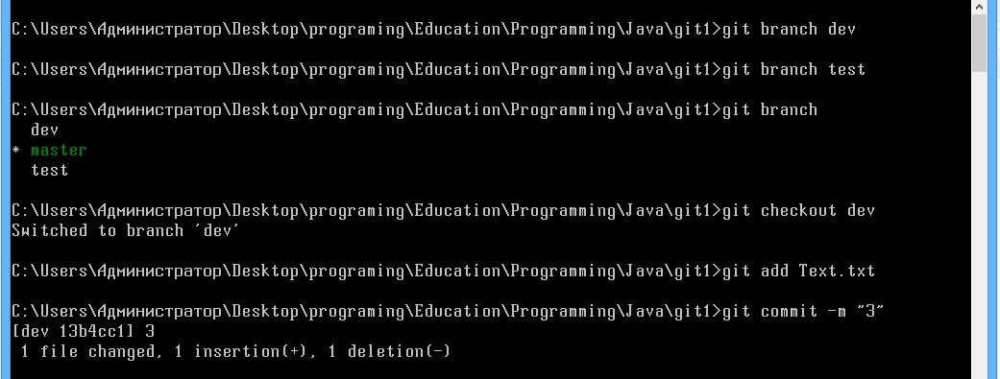 C:\Users\Администратор\Desktop\programing\Education\Programming\Java\git1>git branch dev
C:\Users\Администратор\Desktop\programing\Education\Programming\Java\git1>git branch test
C:\Users\Администратор\Desktop\programing\Education\Programming\Java\git1>git branch
  dev
* master
  test
C:\Users\Администратор\Desktop\programing\Education\Programming\Java\git1>git checkout dev
Switched to branch 'dev'
C:\Users\Администратор\Desktop\programing\Education\Programming\Java\git1>git add Text.txt
C:\Users\Администратор\Desktop\programing\Education\Programming\Java\git1>git commit -m "3"
[dev 13b4cc1] 3
 1 file changed, 1 insertion(+), 1 deletion(-)